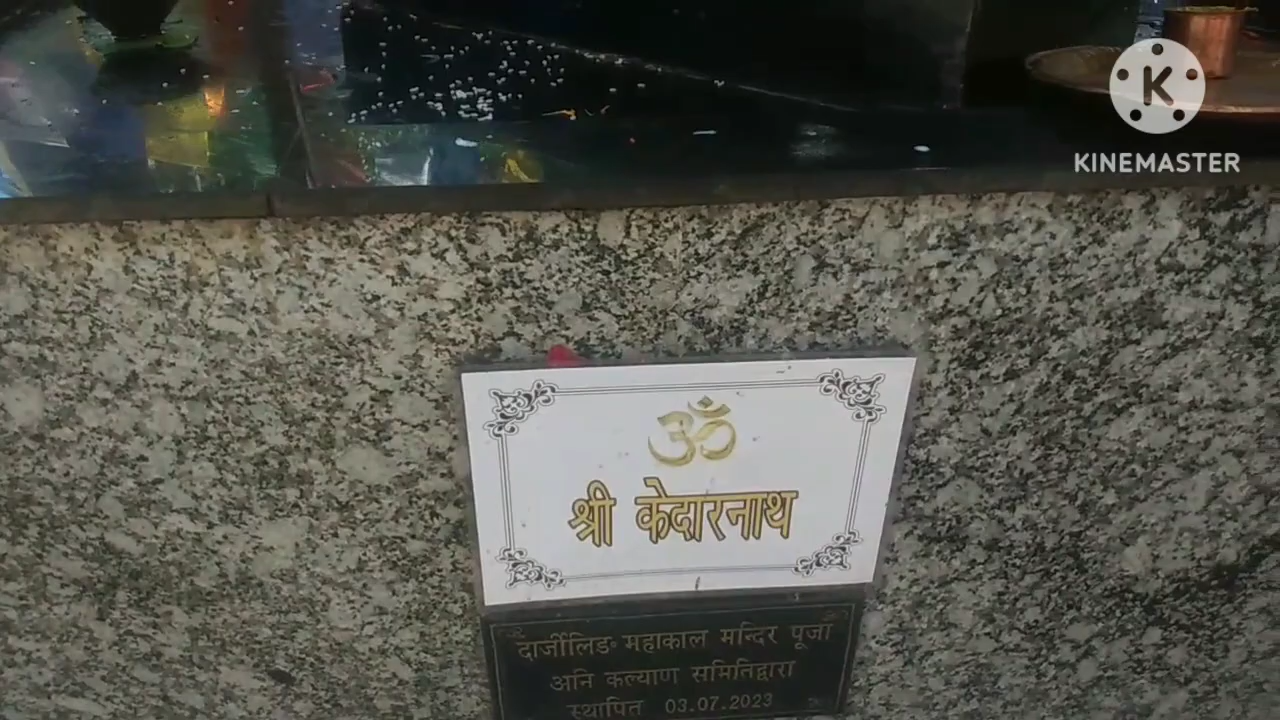 KINEMASTER
ॐ
श्री केदारनाथ
दार्जीलिङ महाकाल मन्दिर पूजा
अनि कल्याण समितिद्वारा
स्थापित 03.07.2023